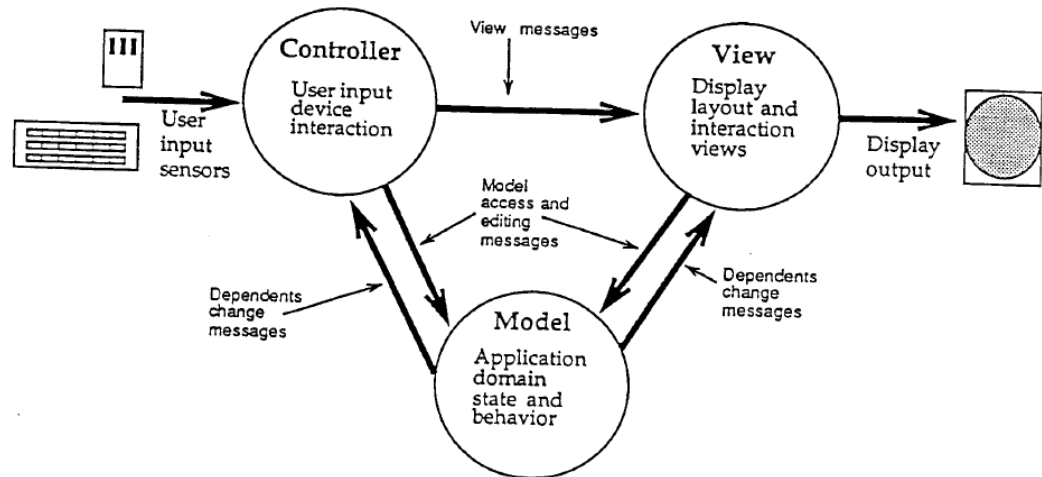 View messages
Controller
User input
device
interaction
View
Display
layout and
interaction
views
User
input
sensors
Display
output
Model
access and
editing
messages
Dependents
change
messages
Dependents
change
messages
Model
Application
domain
state and
behavior